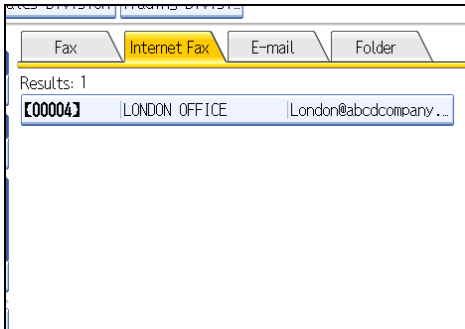 Fax Internet Fax E-mail Folder
Results: 1
【00004】 LONDON OFFICE London@abcdcompany...